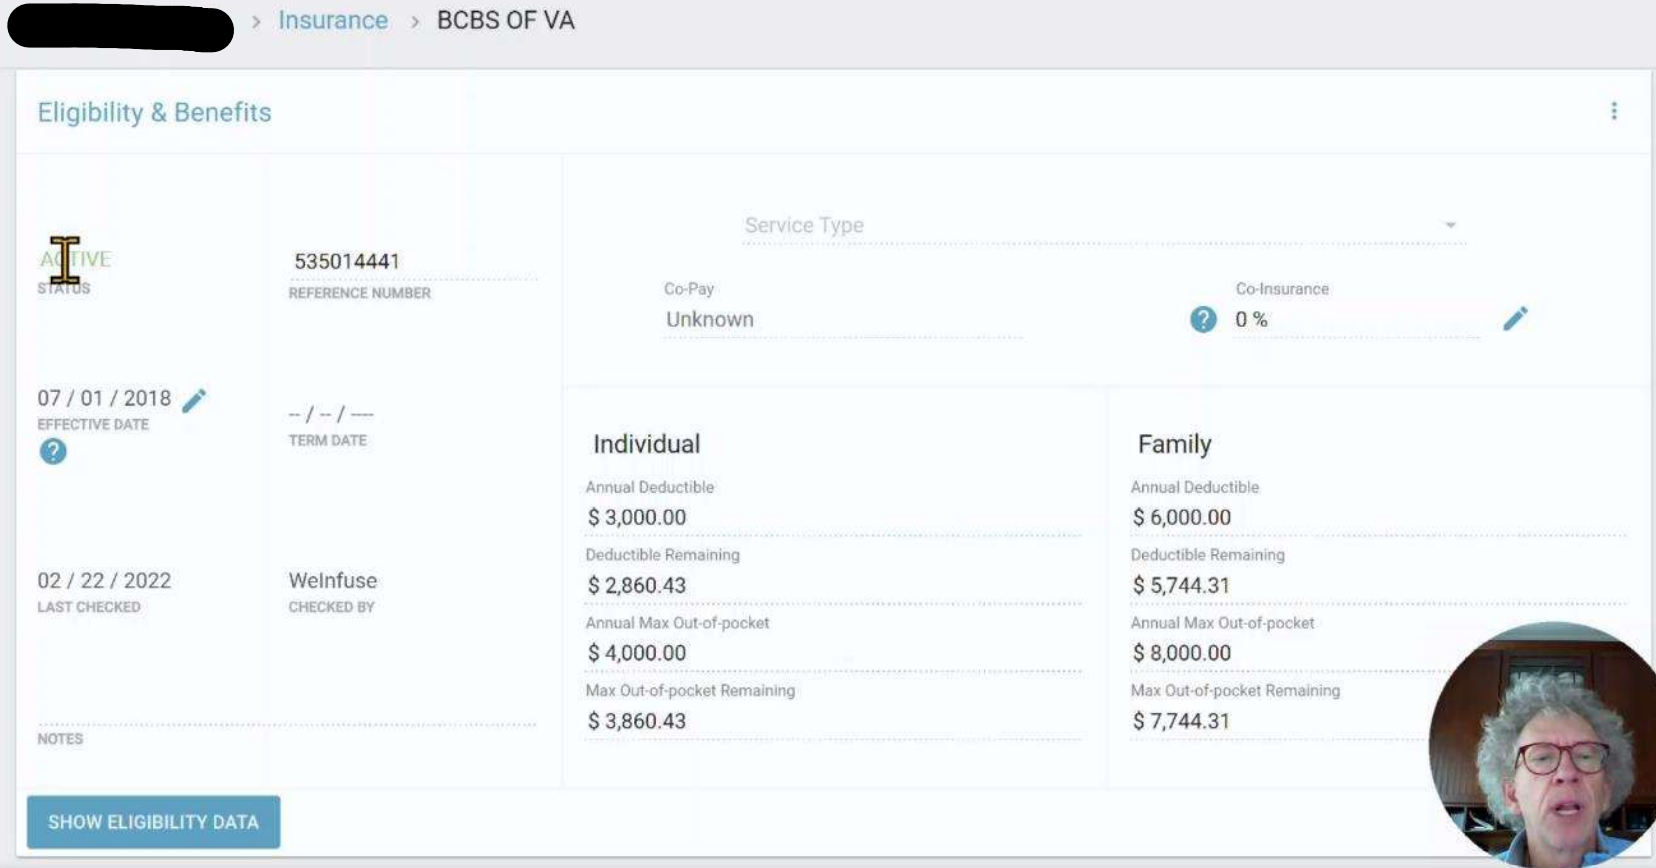 > Insurance > BCBS OF VA
Eligibility & Benefits
ACTIVE
STATUS
535014441
REFERENCE NUMBER
07 / 01 / 2018
EFFECTIVE DATE
?
-- / -- / ----
TERM DATE
02 / 22 / 2022
LAST CHECKED
WeInfuse
CHECKED BY
NOTES
SHOW ELIGIBILITY DATA
Service Type
Co-Pay
Unknown
?
Co-Insurance
0 %
Individual
Annual Deductible
$ 3,000.00
Deductible Remaining
$ 2,860.43
Annual Max Out-of-pocket
$ 4,000.00
Max Out-of-pocket Remaining
$ 3,860.43
Family
Annual Deductible
$ 6,000.00
Deductible Remaining
$ 5,744.31
Annual Max Out-of-pocket
$ 8,000.00
Max Out-of-pocket Remaining
$ 7,744.31